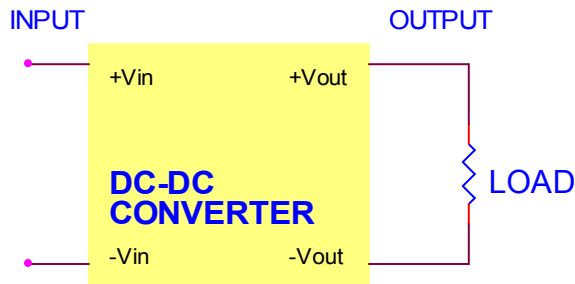 INPUT
OUTPUT
+Vin
+Vout
DC-DC
CONVERTER
LOAD
-Vin
-Vout